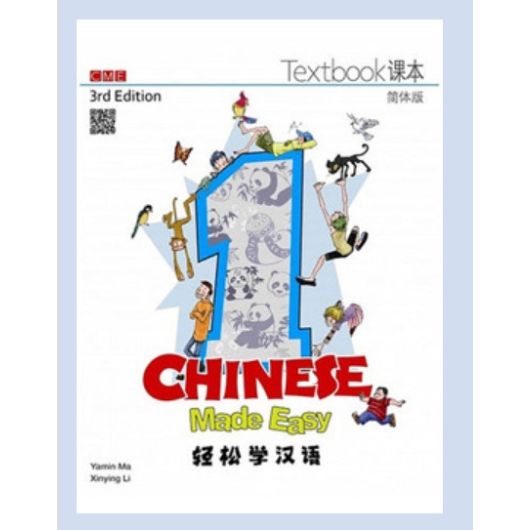 CME
Textbook课本
3rd Edition
简体版
1
CHINESE
Made Easy
轻松学汉语
Yamin Ma
Xinying Li